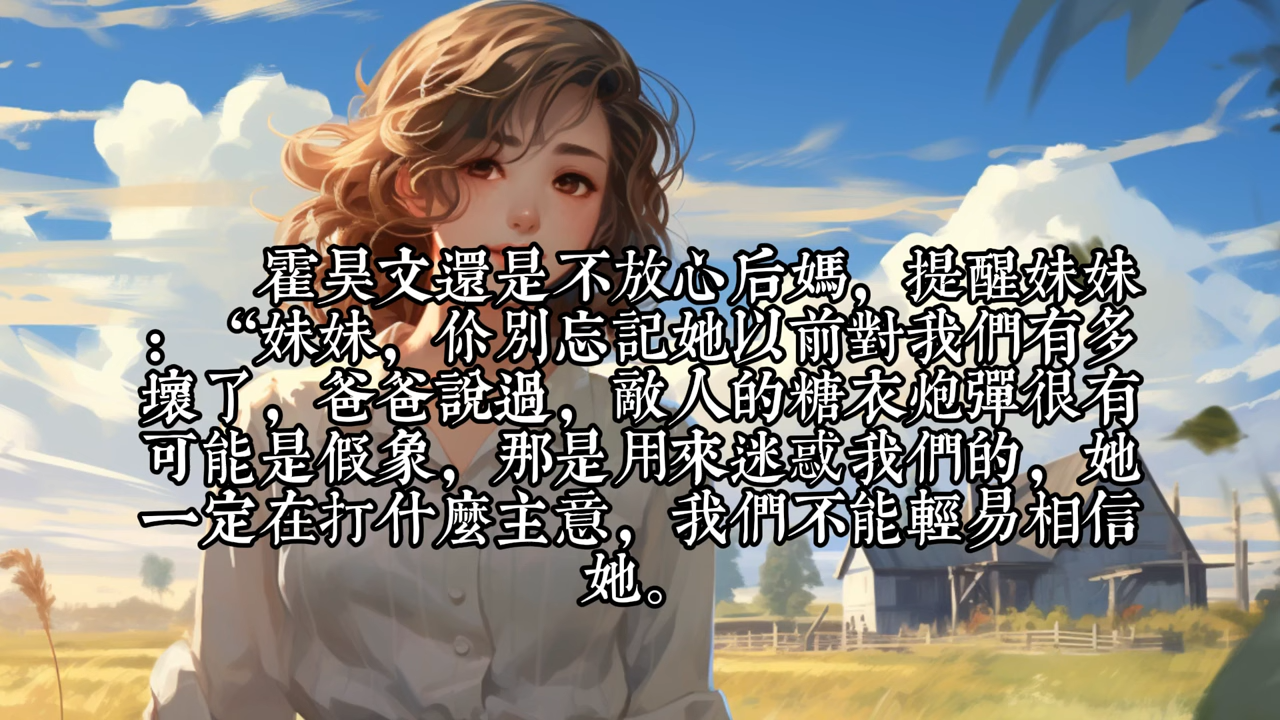 霍昊文還是不放心后媽，提醒妹妹
：“妹妹，伱別忘記她以前對我們有多
壞了，爸爸說過，敵人的糖衣炮彈很有
可能是假象，那是用來迷惑我們的，她
一定在打什麼主意，我們不能輕易相信
她。